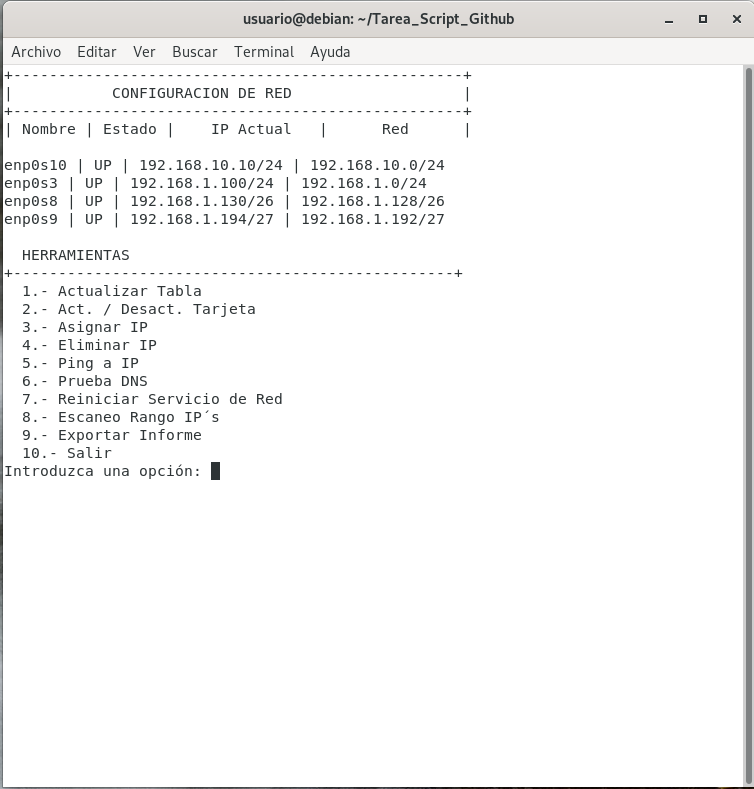 usuario@debian: ~/Tarea_Script_Github
Archivo Editar Ver Buscar Terminal Ayuda
+--------------------------------------------------+
|           CONFIGURACION DE RED                   |
+--------------------------------------------------+
| Nombre | Estado |    IP Actual   |      Red      |
enp0s10 | UP | 192.168.10.10/24 | 192.168.10.0/24
enp0s3 | UP | 192.168.1.100/24 | 192.168.1.0/24
enp0s8 | UP | 192.168.1.130/26 | 192.168.1.128/26
enp0s9 | UP | 192.168.1.194/27 | 192.168.1.192/27
  HERRAMIENTAS
+-------------------------------------------------+
  1.- Actualizar Tabla
  2.- Act. / Desact. Tarjeta
  3.- Asignar IP
  4.- Eliminar IP
  5.- Ping a IP
  6.- Prueba DNS
  7.- Reiniciar Servicio de Red
  8.- Escaneo Rango IP´s
  9.- Exportar Informe
  10.- Salir
Introduzca una opción: